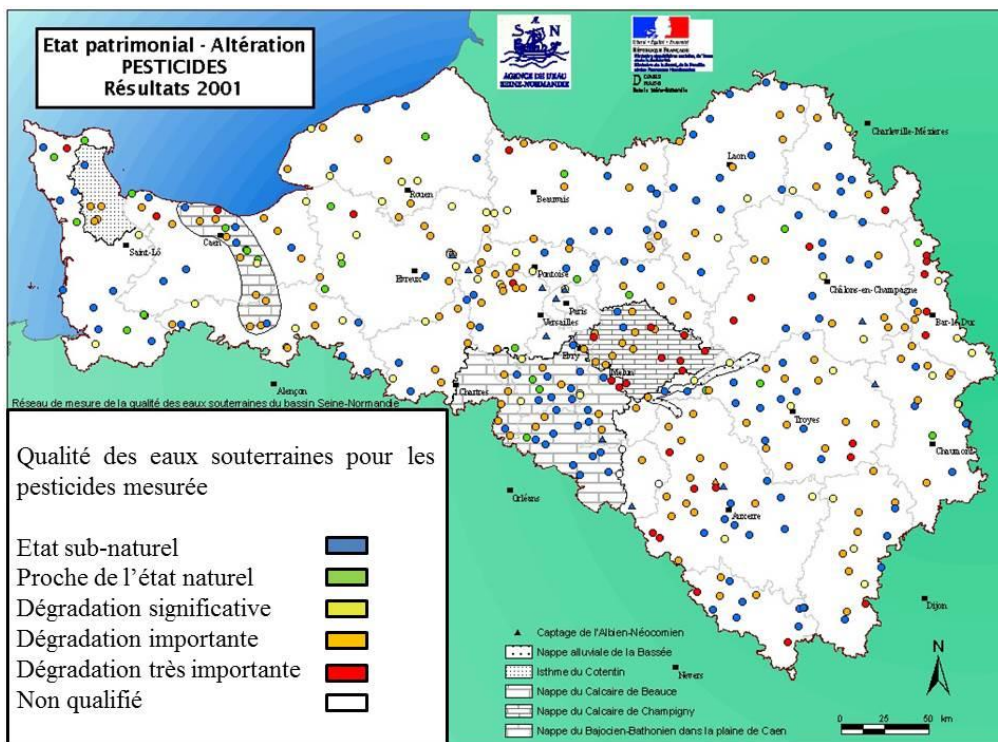 Etat patrimonial - Altération
PESTICIDES
Résultats 2001
S N
AGENCE DE L'EAU
SEINE-NORMANDIE
RÉPUBLIQUE FRANÇAISE
Charleville-Mézières
Laon
Rouen
Beauvais
Caen
Saint-Lô
Evreux
Pontoise
Paris
Versailles
Châlons-en-Champagne
Bar-le-Duc
Evry
Melun
Chartres
Alençon
Troyes
Chaumont
Orléans
Auxerre
Dijon
Nevers
Réseau de mesure de la qualité des eaux souterraines du bassin Seine-Normandie
Qualité des eaux souterraines pour les
pesticides mesurée
Etat sub-naturel
Proche de l'état naturel
Dégradation significative
Dégradation importante
Dégradation très importante
Non qualifié
Captage de l'Albien-Néocomien
Nappe alluviale de la Bassée
Isthme du Cotentin
Nappe du Calcaire de Beauce
Nappe du Calcaire de Champigny
Nappe du Bajocien-Bathonien dans la plaine de Caen
N
0 25 50 km